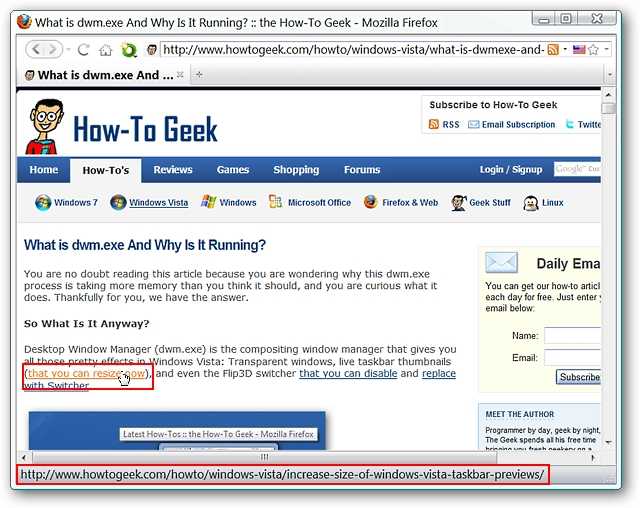 What is dwm.exe And Why Is It Running? :: the How-To Geek - Mozilla Firefox
http://www.howtogeek.com/howto/windows-vista/what-is-dwmexe-and-
What is dwm.exe And ...
How-To Geek
Subscribe to How-To Geek
RSS Email Subscription Twitte
Home How-To's Reviews Games Shopping Forums Login / Signup Google
Windows 7 Windows Vista Windows Microsoft Office Firefox & Web Geek Stuff Linux
What is dwm.exe And Why Is It Running?
You are no doubt reading this article because you are wondering why this dwm.exe
process is taking more memory than you think it should, and you are curious what it
does. Thankfully for you, we have the answer.
So What Is It Anyway?
Desktop Window Manager (dwm.exe) is the compositing window manager that gives you
all those pretty effects in Windows Vista: Transparent windows, live taskbar thumbnails
(that you can resize now), and even the Flip3D switcher that you can disable and replace
with Switcher.
Latest How-Tos :: the How-To Geek - Mozilla Firefox
Daily Ema
You can get our how-to article
each day for free. Just enter y
email below:
Name:
Email:
Subscribe
MEET THE AUTHOR
Programmer by day, geek by night,
The Geek spends all his free time
bringing you fresh geekery on a
http://www.howtogeek.com/howto/windows-vista/increase-size-of-windows-vista-taskbar-previews/